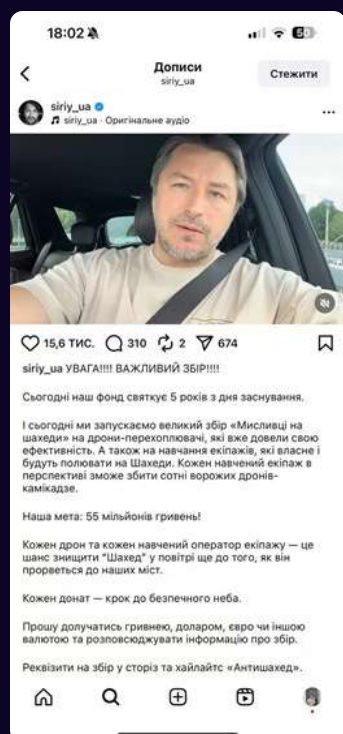 18:02
50
Дописи
siriy_ua
Стежити
siriy_ua
siriy_ua · Оригінальне аудіо
15,6 ТИС. 310 2 674
siriy_ua УВАГА!!!! ВАЖЛИВИЙ ЗБІР!!!!
Сьогодні наш фонд святкує 5 років з дня заснування.
І сьогодні ми запускаємо великий збір «Мисливці на
шахеди» на дрони-перехоплювачі, які вже довели свою
ефективність. А також на навчання екіпажів, які власне і
будуть полювати на Шахеди. Кожен навчений екіпаж в
перспективі зможе збити сотні ворожих дронів-
камікадзе.
Наша мета: 55 мільйонів гривень!
Кожен дрон та кожен навчений оператор екіпажу — це
шанс знищити "Шахед" у повітрі ще до того, як він
прорветься до наших міст.
Кожен донат — крок до безпечного неба.
Прошу долучатись гривнею, доларом, євро чи іншою
валютою та розповсюджувати інформацію про збір.
Реквізити на збір у сторіз та хайлайтс «Антишахед».